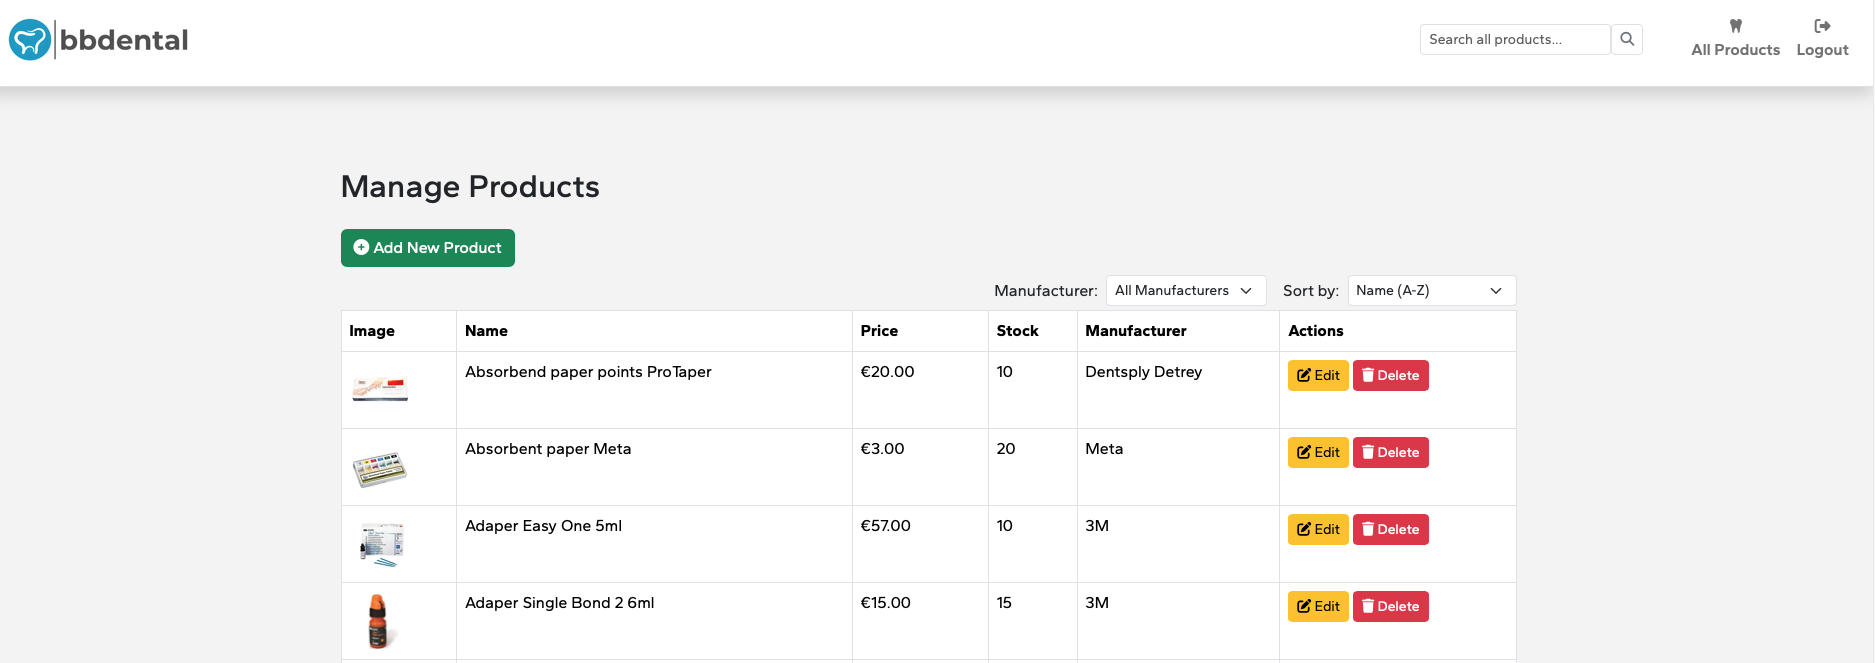 bbdental
Search all products...
All Products
Logout
Manage Products
Add New Product
Manufacturer: All Manufacturers Sort by: Name (A-Z)
Image Name Price Stock Manufacturer Actions
Absorbend paper points ProTaper €20.00 10 Dentsply Detrey Edit Delete
Absorbent paper Meta €3.00 20 Meta Edit Delete
Adaper Easy One 5ml €57.00 10 3M Edit Delete
Adaper Single Bond 2 6ml €15.00 15 3M Edit Delete